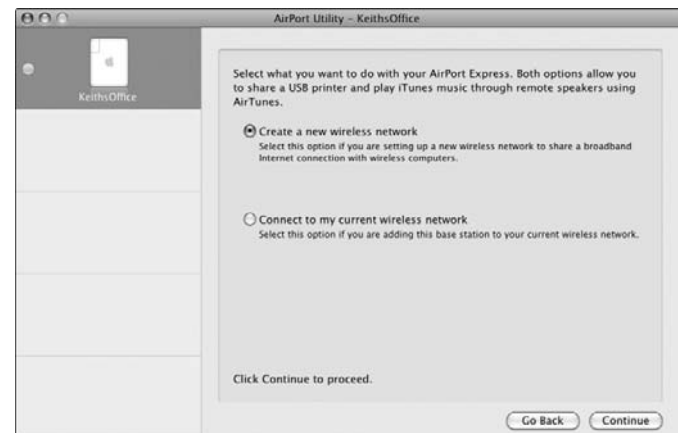 AirPort Utility – KeithsOffice
KeithsOffice
Select what you want to do with your AirPort Express. Both options allow you
to share a USB printer and play iTunes music through remote speakers using
AirTunes.
Create a new wireless network
Select this option if you are setting up a new wireless network to share a broadband
Internet connection with wireless computers.
Connect to my current wireless network
Select this option if you are adding this base station to your current wireless network.
Click Continue to proceed.
Go Back
Continue